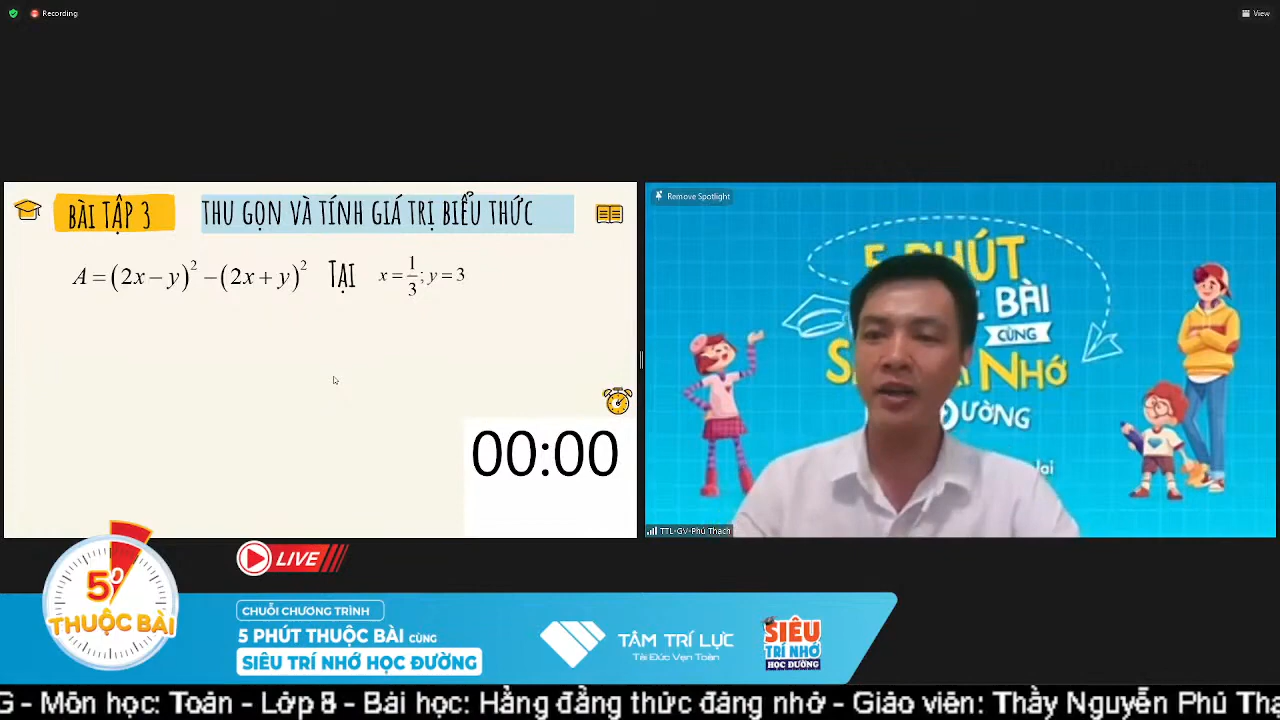 Recording
View
BÀI TẬP 3
THU GỌN VÀ TÍNH GIÁ TRỊ BIỂU THỨC
A = (2x − y)² − (2x + y)² TẠI x = 1/3; y = 3
00:00
Remove Spotlight
5 PHÚT
BÀI
CÙNG
NHỚ
ĐƯỜNG
TTL-GV-Phú Thạch
5
THUỘC BÀI
LIVE
CHUỖI CHƯƠNG TRÌNH
5 PHÚT THUỘC BÀI CÙNG
SIÊU TRÍ NHỚ HỌC ĐƯỜNG
TÂM TRÍ LỰC
Tài Đức Vẹn Toàn
SIÊU
TRÍ NHỚ
HỌC ĐƯỜNG
G - Môn học: Toán - Lớp 8 - Bài học: Hằng đẳng thức đáng nhớ - Giáo viên: Thầy Nguyễn Phú Thạ